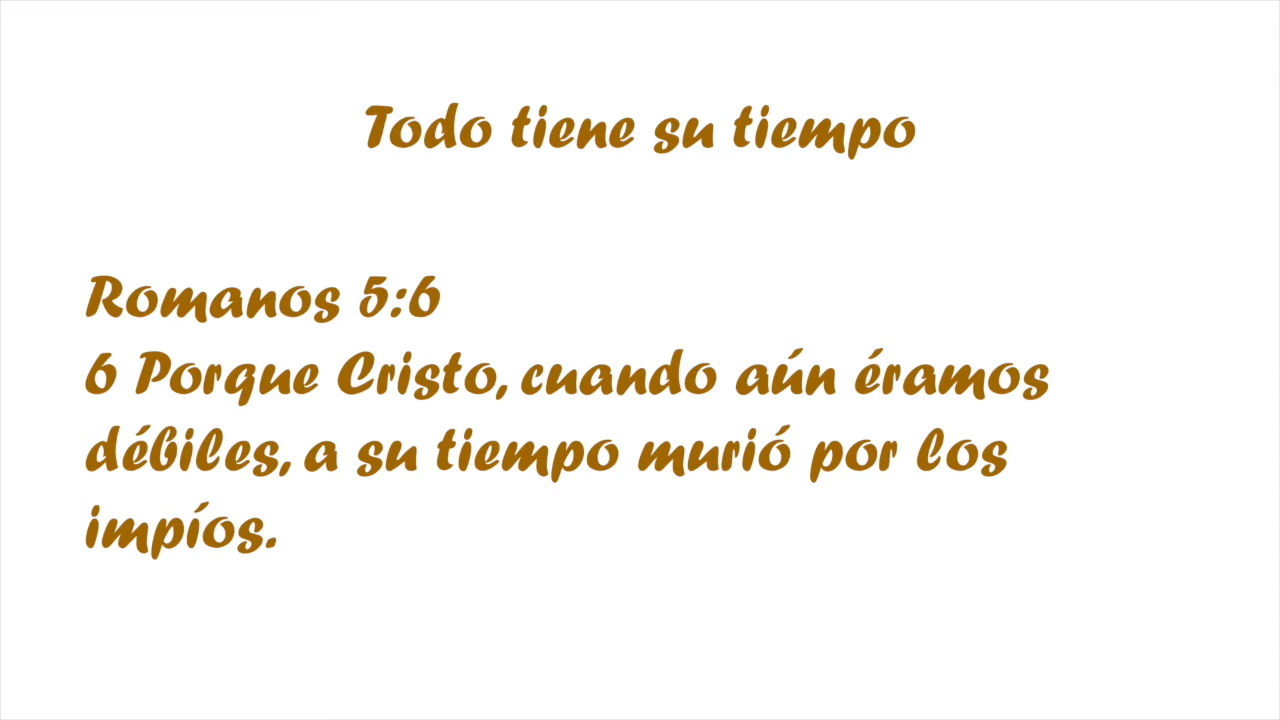 Todo tiene su tiempo
Romanos 5:6
6 Porque Cristo, cuando aún éramos
débiles, a su tiempo murió por los
impíos.